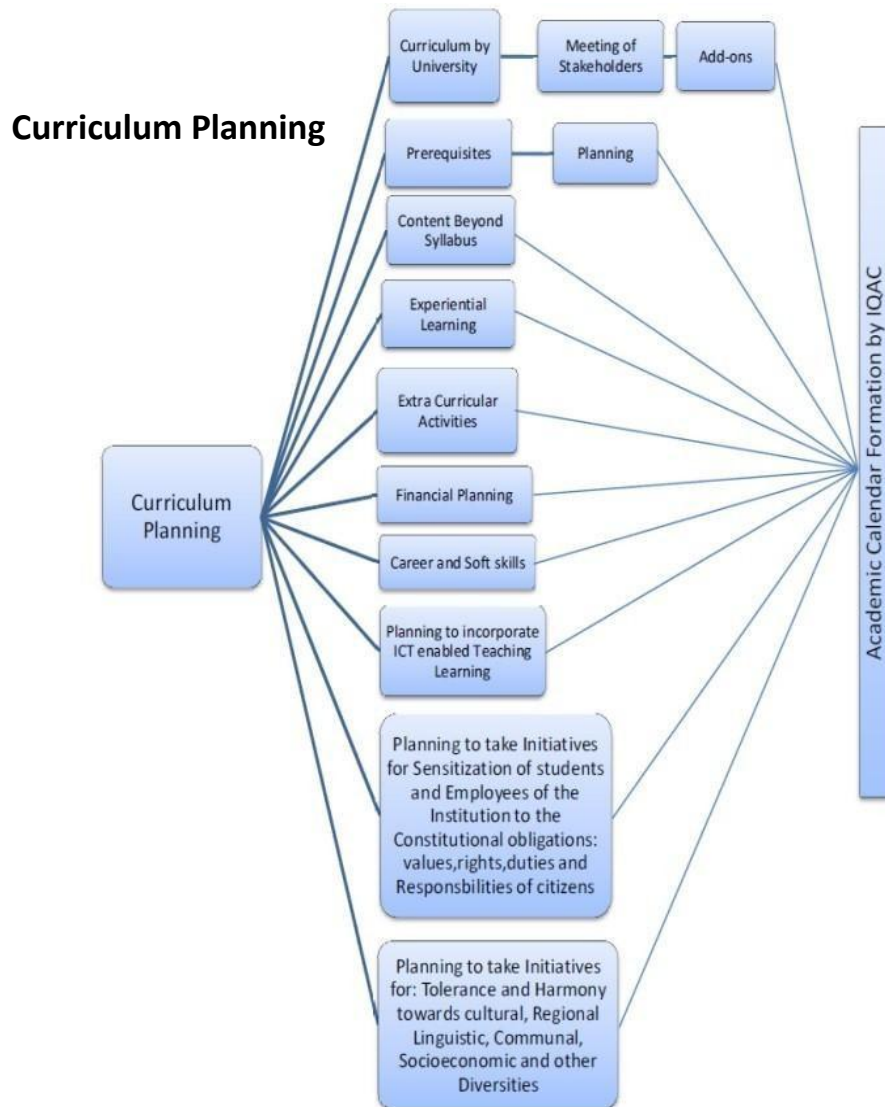 Curriculum Planning
Curriculum by
University
Meeting of
Stakeholders
Add-ons
Prerequisites
Planning
Content Beyond
Syllabus
Experiential
Learning
Extra Curricular
Activities
Curriculum
Planning
Financial Planning
Career and Soft skills
Planning to incorporate
ICT enabled Teaching
Learning
Planning to take Initiatives
for Sensitization of students
and Employees of the
Institution to the
Constitutional obligations:
values,rights,duties and
Responsbilities of citizens
Planning to take Initiatives
for: Tolerance and Harmony
towards cultural, Regional
Linguistic, Communal,
Socioeconomic and other
Diversities
Academic Calendar Formation by IQAC